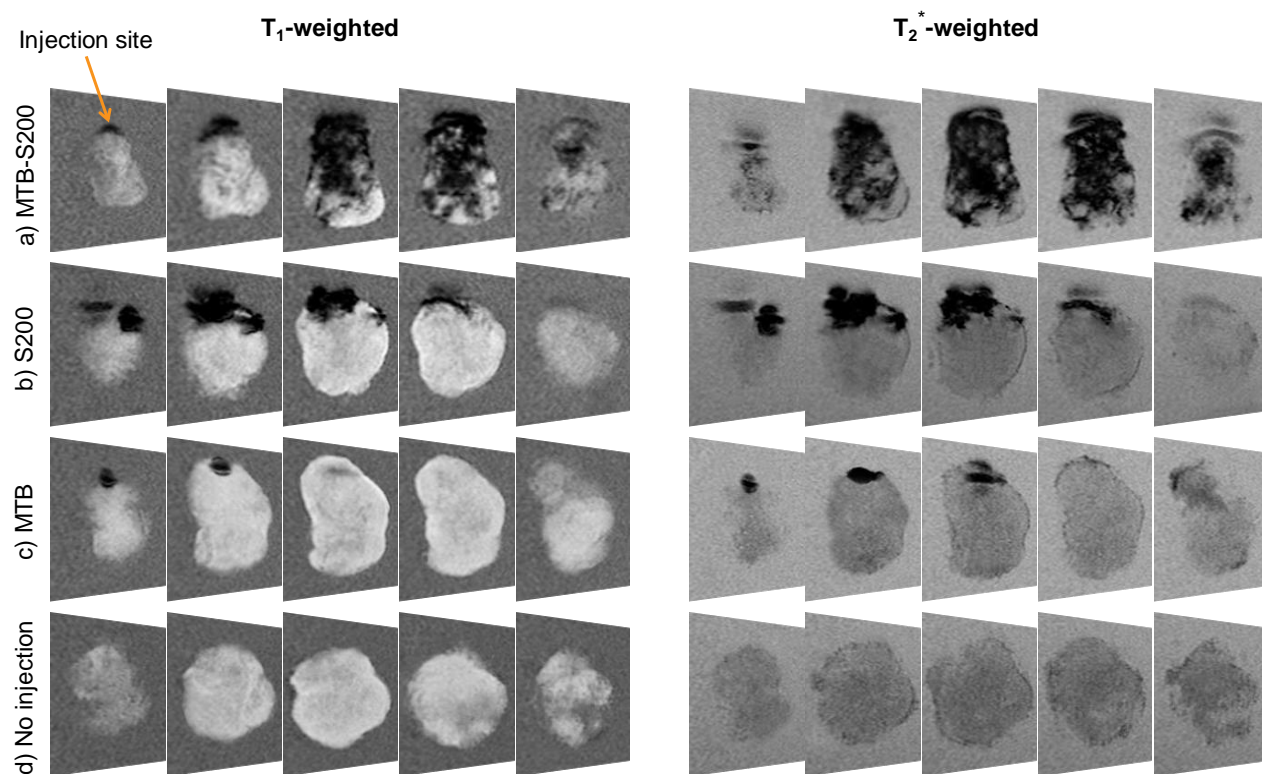 T₁-weighted
T₂*-weighted
Injection site
a) MTB-S200
b) S200
c) MTB
d) No injection